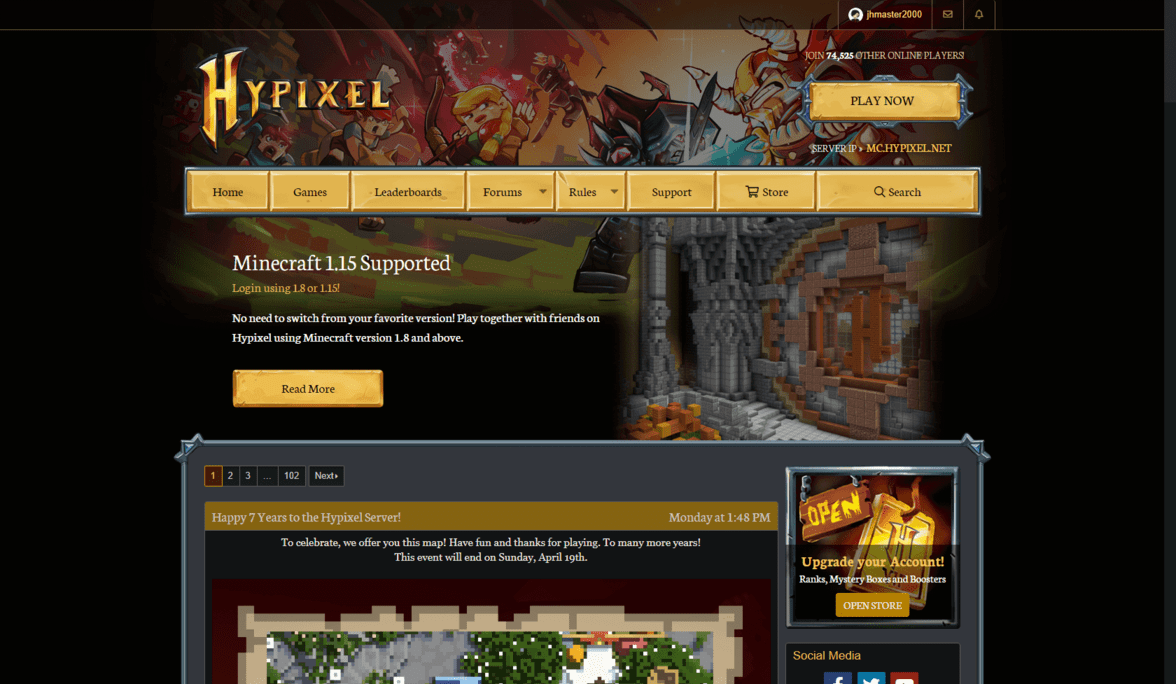 jhmaster2000
JOIN 74,525 OTHER ONLINE PLAYERS!
HYPIXEL
PLAY NOW
SERVER IP » MC.HYPIXEL.NET
Home
Games
Leaderboards
Forums
Rules
Support
Store
Search
Minecraft 1.15 Supported
Login using 1.8 or 1.15!
No need to switch from your favorite version! Play together with friends on
Hypixel using Minecraft version 1.8 and above.
Read More
1 2 3 ... 102 Next
Happy 7 Years to the Hypixel Server! Monday at 1:48 PM
To celebrate, we offer you this map! Have fun and thanks for playing. To many more years!
This event will end on Sunday, April 19th.
OPEN
Upgrade your Account!
Ranks, Mystery Boxes and Boosters
OPEN STORE
Social Media